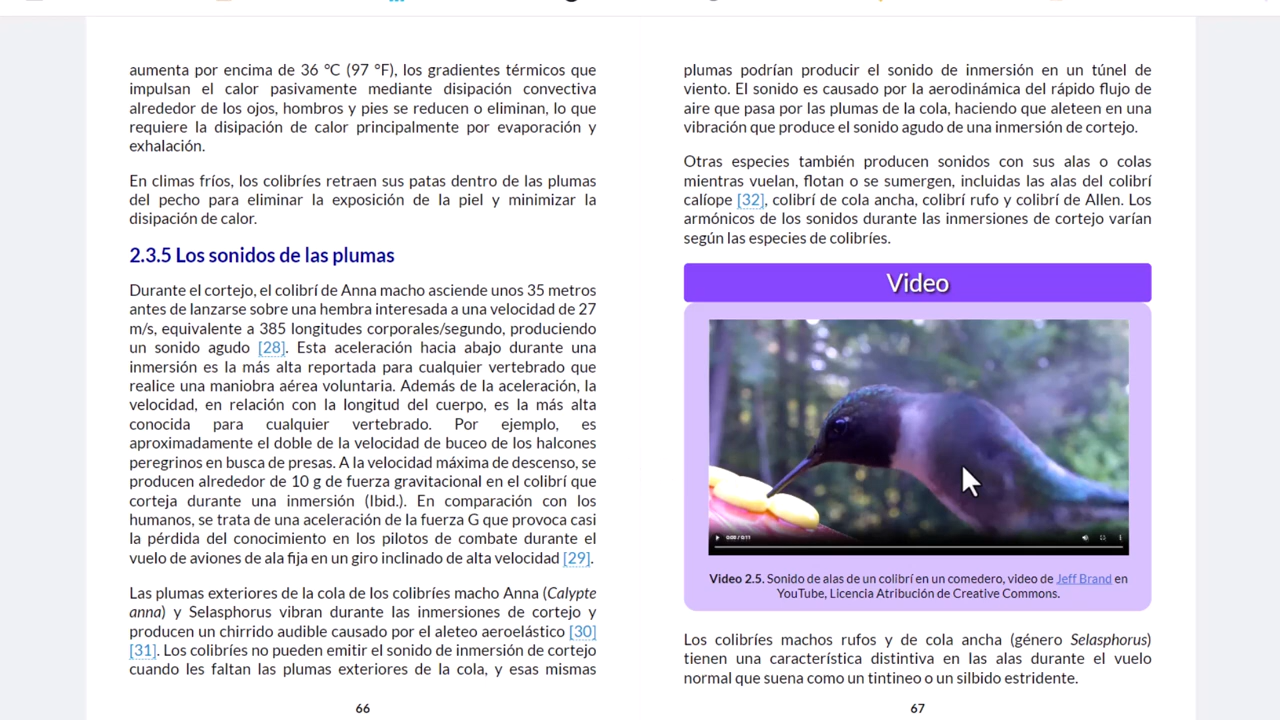 aumenta por encima de 36 °C (97 °F), los gradientes térmicos que
impulsan el calor pasivamente mediante disipación convectiva
alrededor de los ojos, hombros y pies se reducen o eliminan, lo que
requiere la disipación de calor principalmente por evaporación y
exhalación.
En climas fríos, los colibríes retraen sus patas dentro de las plumas
del pecho para eliminar la exposición de la piel y minimizar la
disipación de calor.
2.3.5 Los sonidos de las plumas
Durante el cortejo, el colibrí de Anna macho asciende unos 35 metros
antes de lanzarse sobre una hembra interesada a una velocidad de 27
m/s, equivalente a 385 longitudes corporales/segundo, produciendo
un sonido agudo [28]. Esta aceleración hacia abajo durante una
inmersión es la más alta reportada para cualquier vertebrado que
realice una maniobra aérea voluntaria. Además de la aceleración, la
velocidad, en relación con la longitud del cuerpo, es la más alta
conocida para cualquier vertebrado. Por ejemplo, es
aproximadamente el doble de la velocidad de buceo de los halcones
peregrinos en busca de presas. A la velocidad máxima de descenso, se
producen alrededor de 10 g de fuerza gravitacional en el colibrí que
corteja durante una inmersión (Ibid.). En comparación con los
humanos, se trata de una aceleración de la fuerza G que provoca casi
la pérdida del conocimiento en los pilotos de combate durante el
vuelo de aviones de ala fija en un giro inclinado de alta velocidad [29].
Las plumas exteriores de la cola de los colibríes macho Anna (Calypte
anna) y Selasphorus vibran durante las inmersiones de cortejo y
producen un chirrido audible causado por el aleteo aeroelástico [30]
[31]. Los colibríes no pueden emitir el sonido de inmersión de cortejo
cuando les faltan las plumas exteriores de la cola, y esas mismas
66
plumas podrían producir el sonido de inmersión en un túnel de
viento. El sonido es causado por la aerodinámica del rápido flujo de
aire que pasa por las plumas de la cola, haciendo que aleteen en una
vibración que produce el sonido agudo de una inmersión de cortejo.
Otras especies también producen sonidos con sus alas o colas
mientras vuelan, flotan o se sumergen, incluidas las alas del colibrí
calíope [32], colibrí de cola ancha, colibrí rufo y colibrí de Allen. Los
armónicos de los sonidos durante las inmersiones de cortejo varían
según las especies de colibríes.
Video
0:08 / 0:11
Video 2.5. Sonido de alas de un colibrí en un comedero, video de Jeff Brand en
YouTube, Licencia Atribución de Creative Commons.
Los colibríes machos rufos y de cola ancha (género Selasphorus)
tienen una característica distintiva en las alas durante el vuelo
normal que suena como un tintineo o un silbido estridente.
67